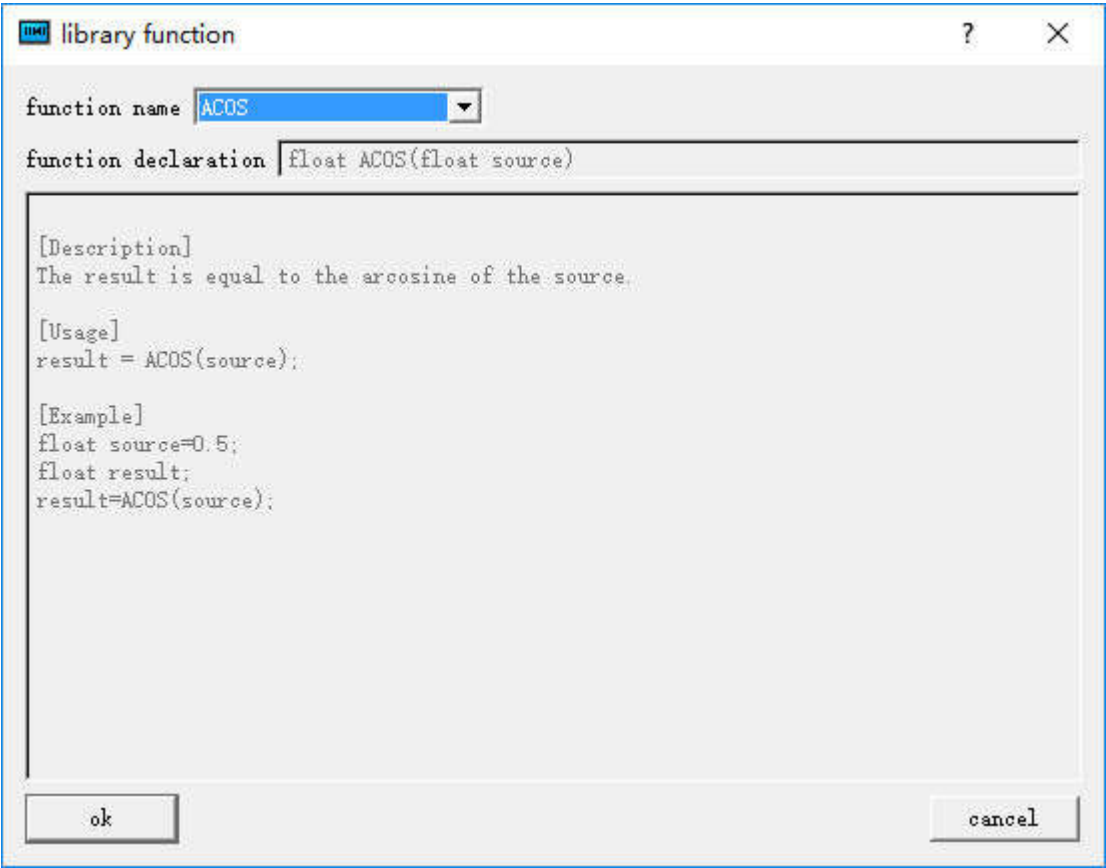 library function
?
function name ACOS
function declaration float ACOS(float source)
[Description]
The result is equal to the arcosine of the source.
[Usage]
result = ACOS(source);
[Example]
float source=0.5;
float result;
result=ACOS(source);
ok
cancel